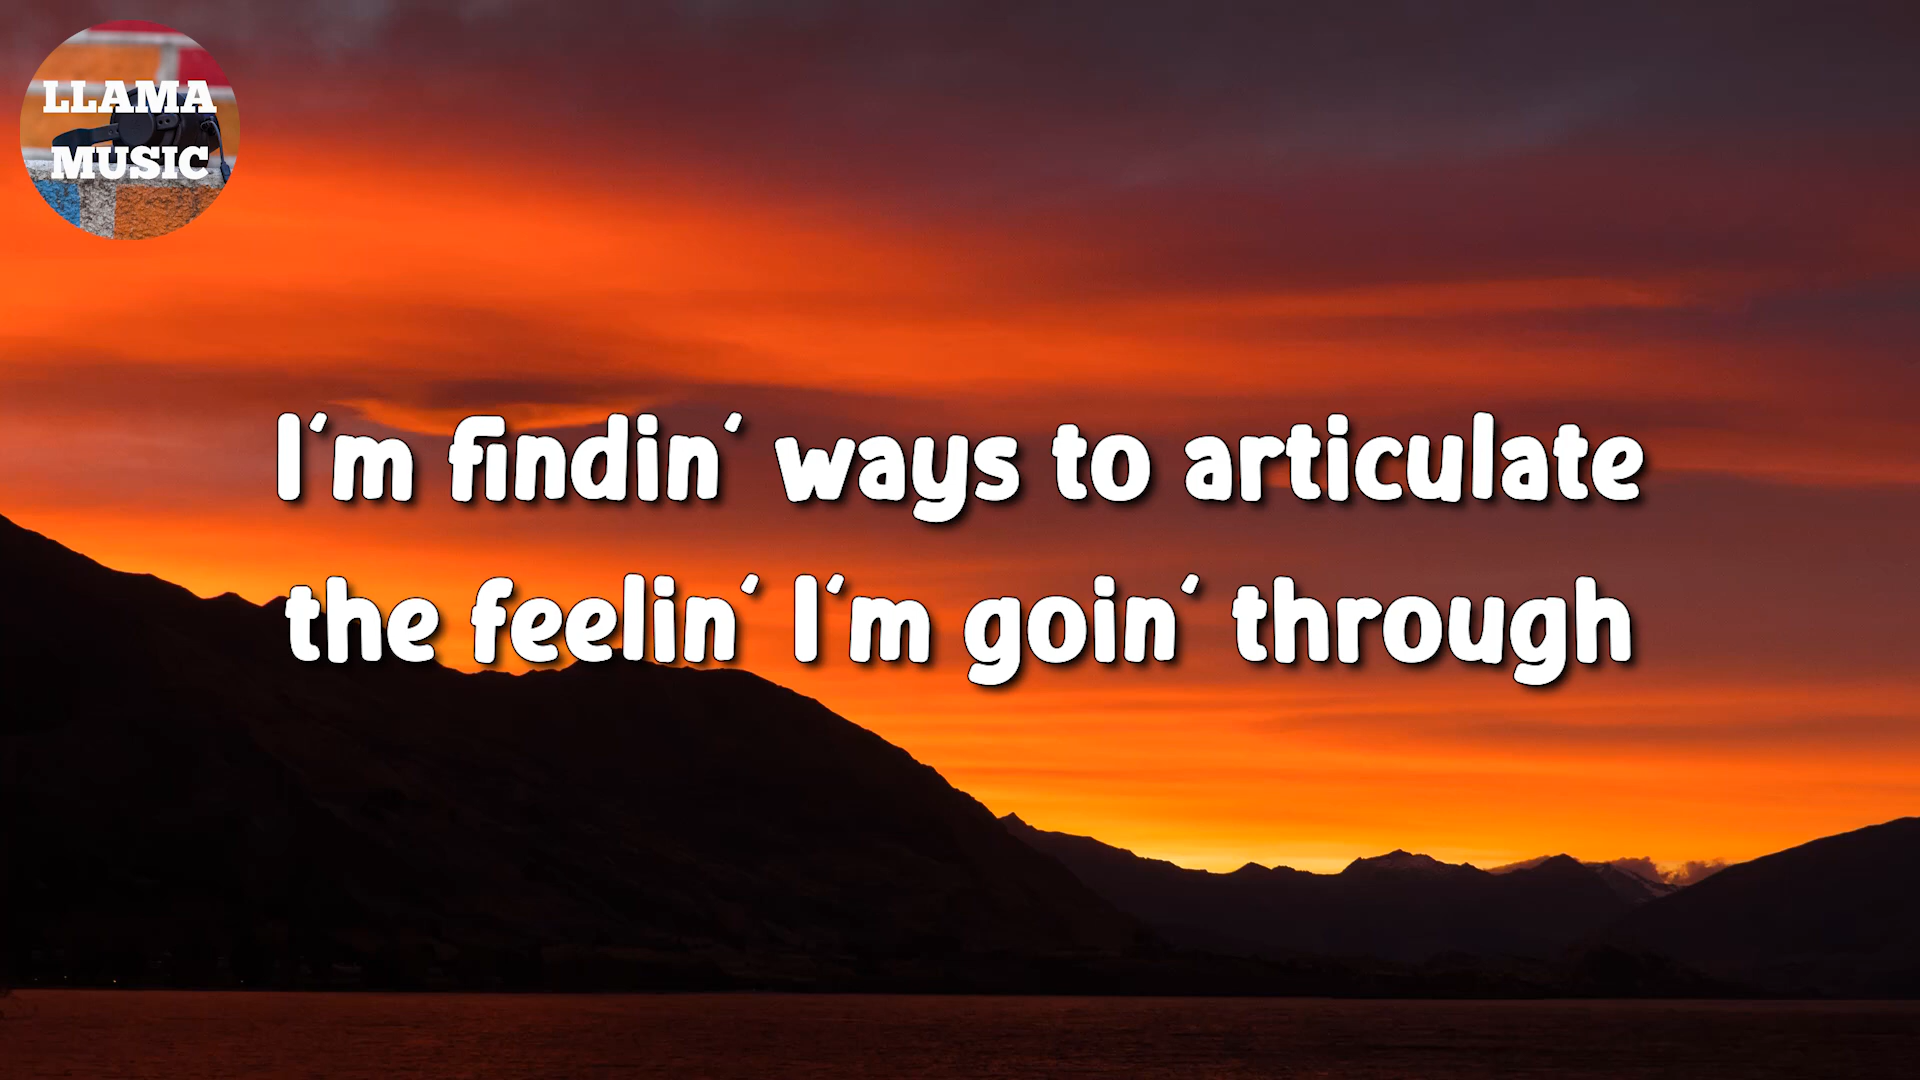 LLAMA
MUSIC
I'm findin' ways to articulate
the feelin' I'm goin' through